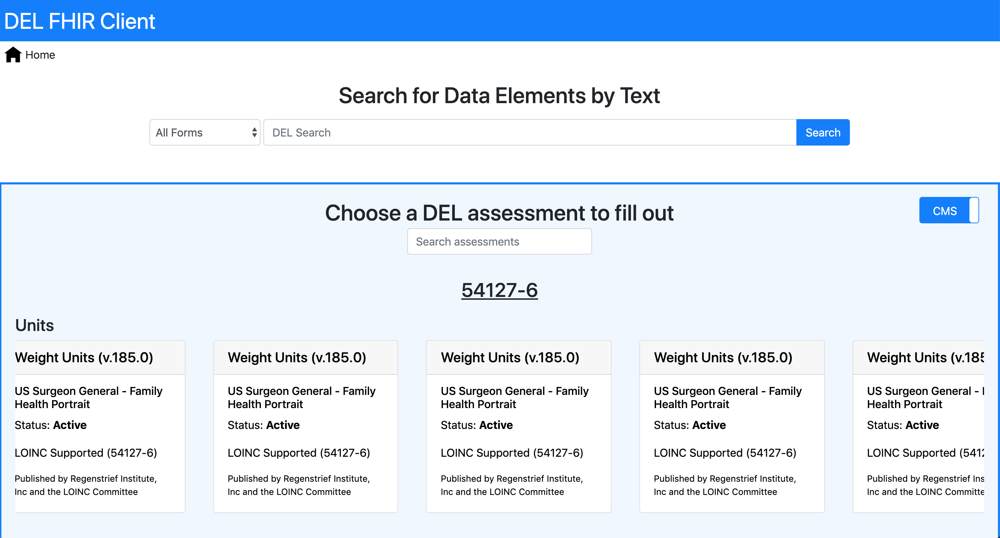 DEL FHIR Client
Home
Search for Data Elements by Text
All Forms
DEL Search
Search
Choose a DEL assessment to fill out
CMS
Search assessments
54127-6
Units
Weight Units (v.185.0)
US Surgeon General - Family
Health Portrait
Status: Active
LOINC Supported (54127-6)
Published by Regenstrief Institute,
Inc and the LOINC Committee
Weight Units (v.185.0)
US Surgeon General - Family
Health Portrait
Status: Active
LOINC Supported (54127-6)
Published by Regenstrief Institute,
Inc and the LOINC Committee
Weight Units (v.185.0)
US Surgeon General - Family
Health Portrait
Status: Active
LOINC Supported (54127-6)
Published by Regenstrief Institute,
Inc and the LOINC Committee
Weight Units (v.185.0)
US Surgeon General - Family
Health Portrait
Status: Active
LOINC Supported (54127-6)
Published by Regenstrief Institute,
Inc and the LOINC Committee
Weight Units (v.185
US Surgeon General -
Health Portrait
Status: Active
LOINC Supported (5412
Published by Regenstrief Ins
Inc and the LOINC Committe